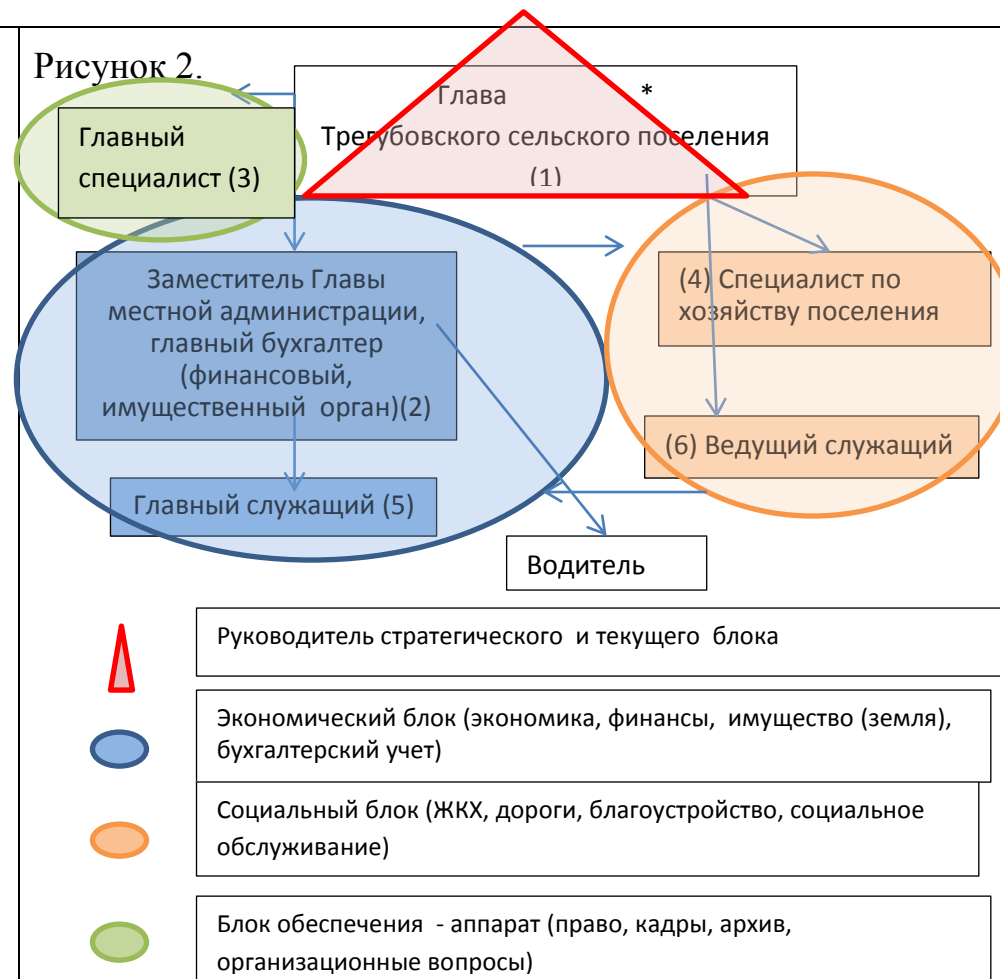 Рисунок 2.
Глава *
Трегубовского сельского поселения
(1)
Главный
специалист (3)
Заместитель Главы
местной администрации,
главный бухгалтер
(финансовый,
имущественный орган)(2)
(4) Специалист по
хозяйству поселения
(6) Ведущий служащий
Главный служащий (5)
Водитель
Руководитель стратегического и текущего блока
Экономический блок (экономика, финансы, имущество (земля),
бухгалтерский учет)
Социальный блок (ЖКХ, дороги, благоустройство, социальное
обслуживание)
Блок обеспечения - аппарат (право, кадры, архив,
организационные вопросы)